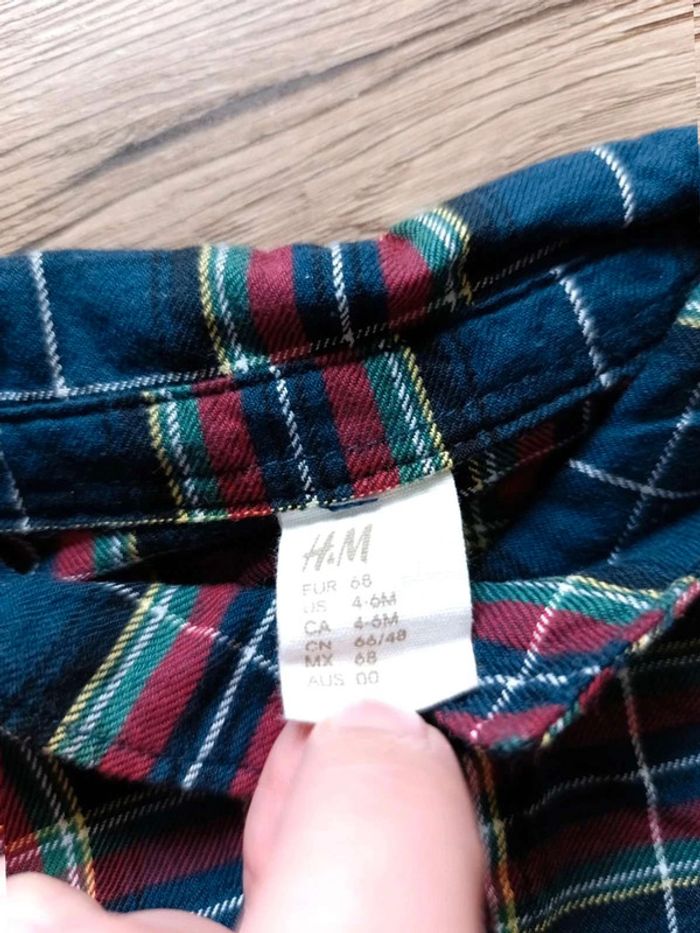 H&M
EUR 68
US 4-6M
CA 4-6M
CN 66/48
MX 68
AUS 00